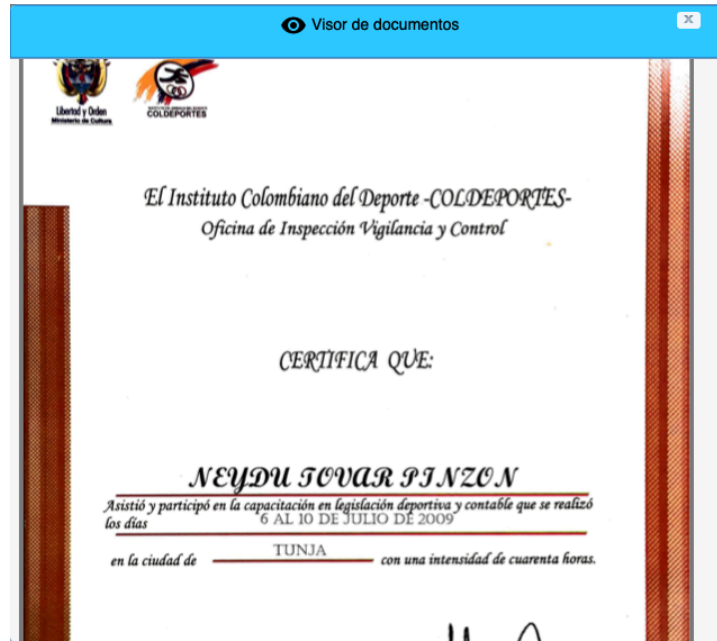 Visor de documentos
x
Libertad y Orden
Ministerio de Cultura
COLDEPORTES
El Instituto Colombiano del Deporte -COLDEPORTES-
Oficina de Inspección Vigilancia y Control
CERTIFICA QUE:
NEYDU TOVAR PINZON
Asistió y participó en la capacitación en legislación deportiva y contable que se realizó
los días 6 AL 10 DE JULIO DE 2009
en la ciudad de TUNJA con una intensidad de cuarenta horas.